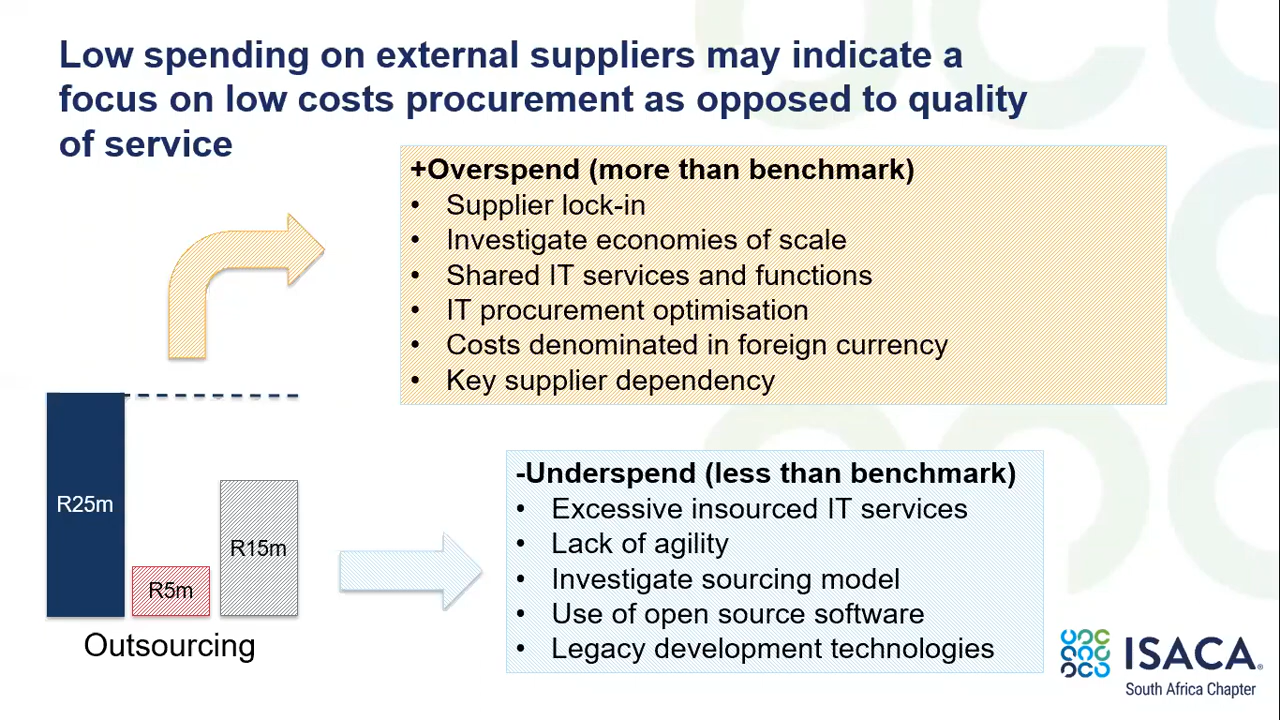 Low spending on external suppliers may indicate a
focus on low costs procurement as opposed to quality
of service
+Overspend (more than benchmark)
• Supplier lock-in
• Investigate economies of scale
• Shared IT services and functions
• IT procurement optimisation
• Costs denominated in foreign currency
• Key supplier dependency
R25m
R5m
R15m
Outsourcing
-Underspend (less than benchmark)
• Excessive insourced IT services
• Lack of agility
• Investigate sourcing model
• Use of open source software
• Legacy development technologies
ISACA®
South Africa Chapter